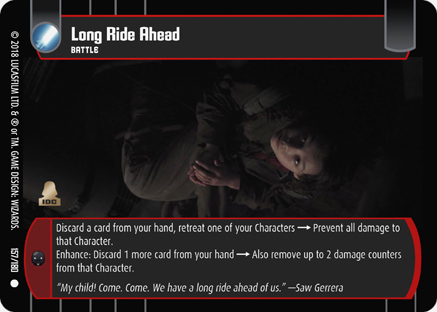 Long Ride Ahead
BATTLE
© 2018 LUCASFILM LTD. & ® or TM. GAME DESIGN: WIZARDS.
IDC
157/180
Discard a card from your hand, retreat one of your Characters → Prevent all damage to
that Character.
Enhance: Discard 1 more card from your hand → Also remove up to 2 damage counters
from that Character.
“My child! Come. Come. We have a long ride ahead of us.” —Saw Gerrera